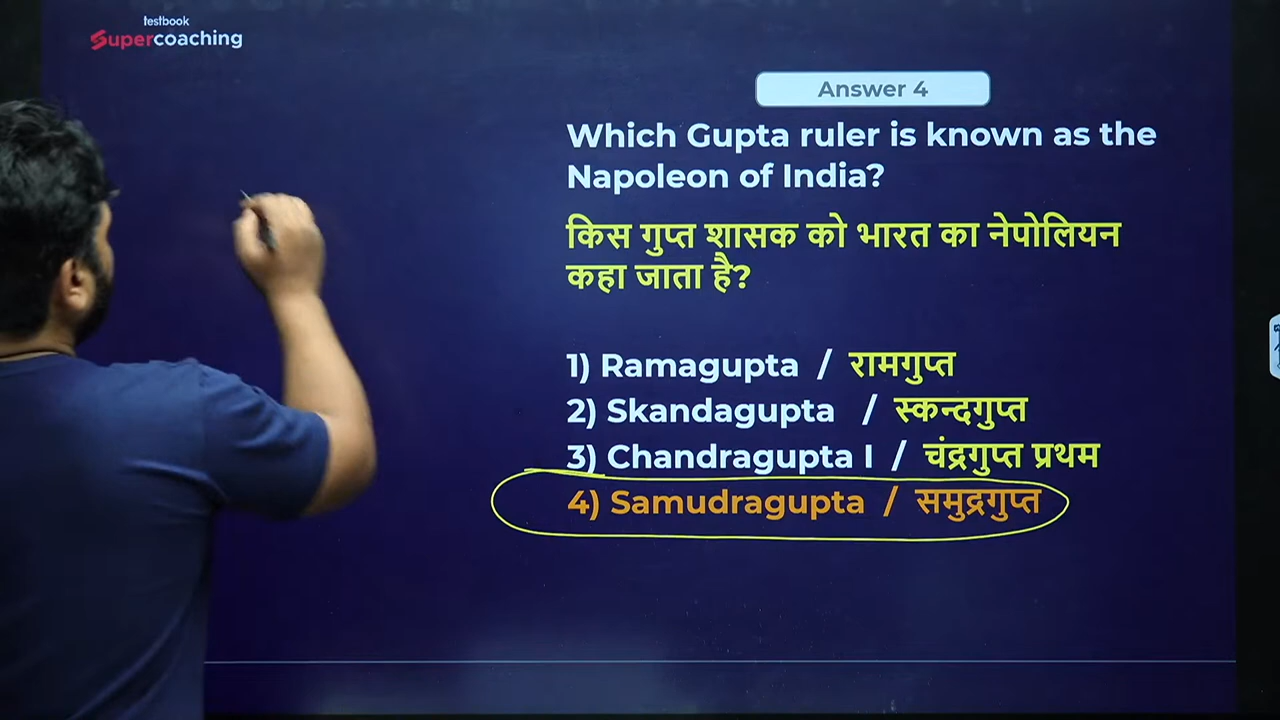 testbook
Supercoaching
Answer 4
Which Gupta ruler is known as the
Napoleon of India?
किस गुप्त शासक को भारत का नेपोलियन
कहा जाता है?
1) Ramagupta / रामगुप्त
2) Skandagupta / स्कन्दगुप्त
3) Chandragupta I / चंद्रगुप्त प्रथम
4) Samudragupta / समुद्रगुप्त